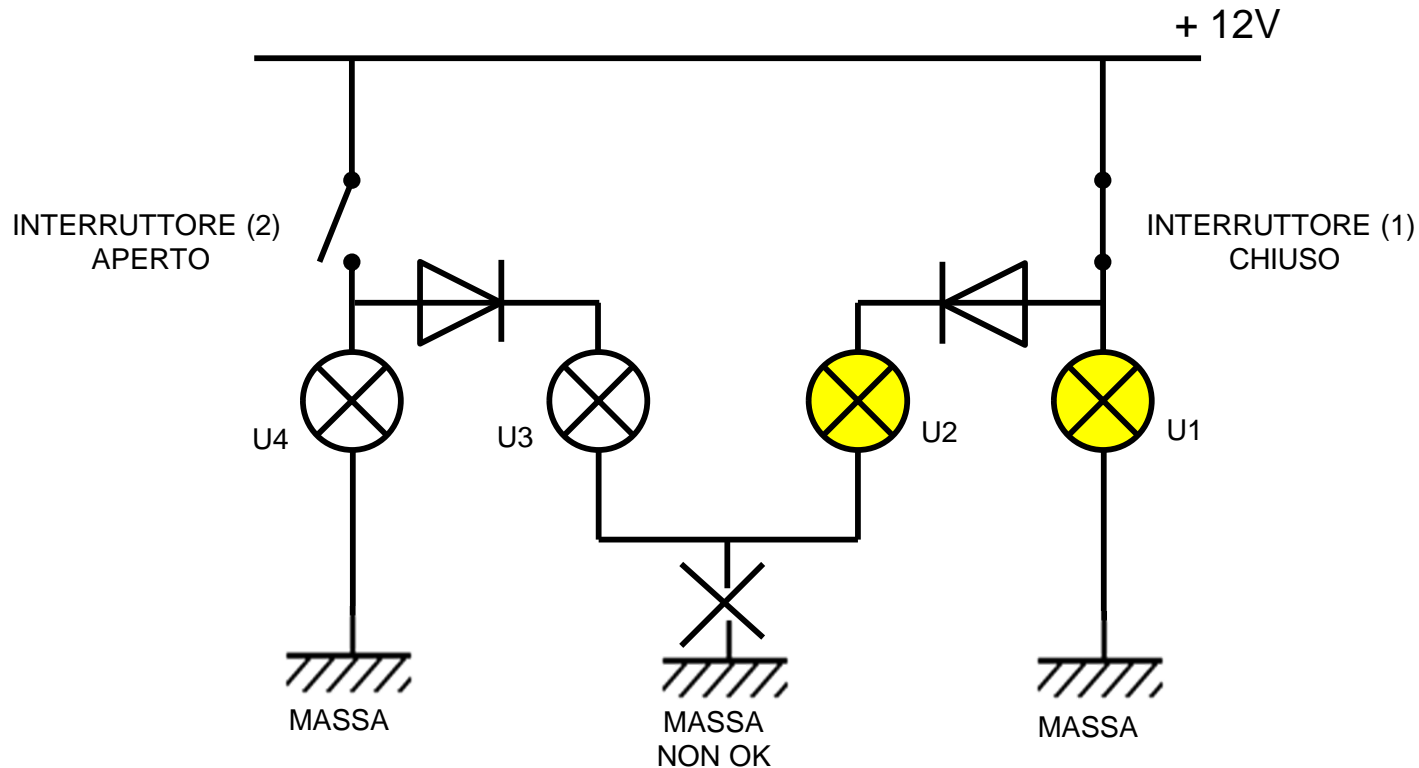 + 12V
INTERRUTTORE (2)
APERTO
INTERRUTTORE (1)
CHIUSO
U4
U3
U2
U1
MASSA
MASSA
NON OK
MASSA